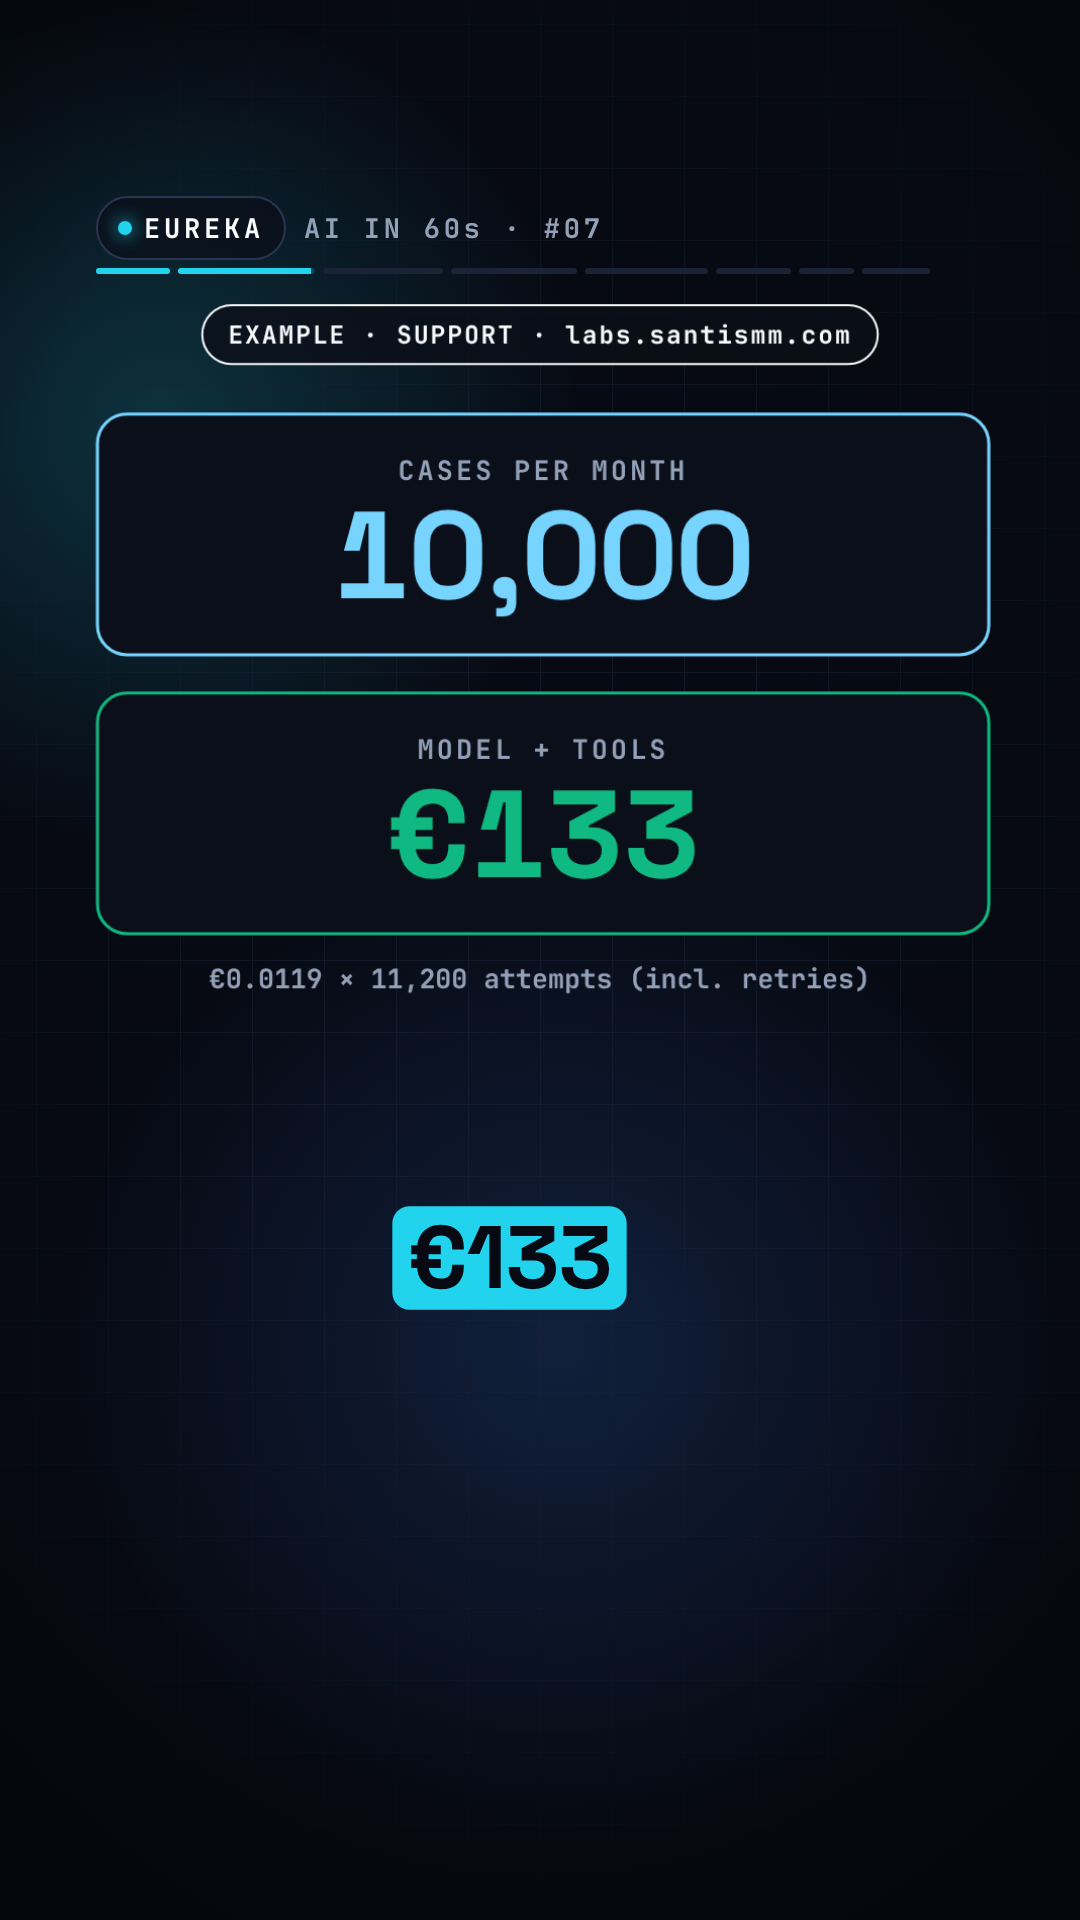 EUREKA AI IN 60s · #07
EXAMPLE · SUPPORT · labs.santismm.com
CASES PER MONTH
10,000
MODEL + TOOLS
€133
€0.0119 × 11,200 attempts (incl. retries)
€133